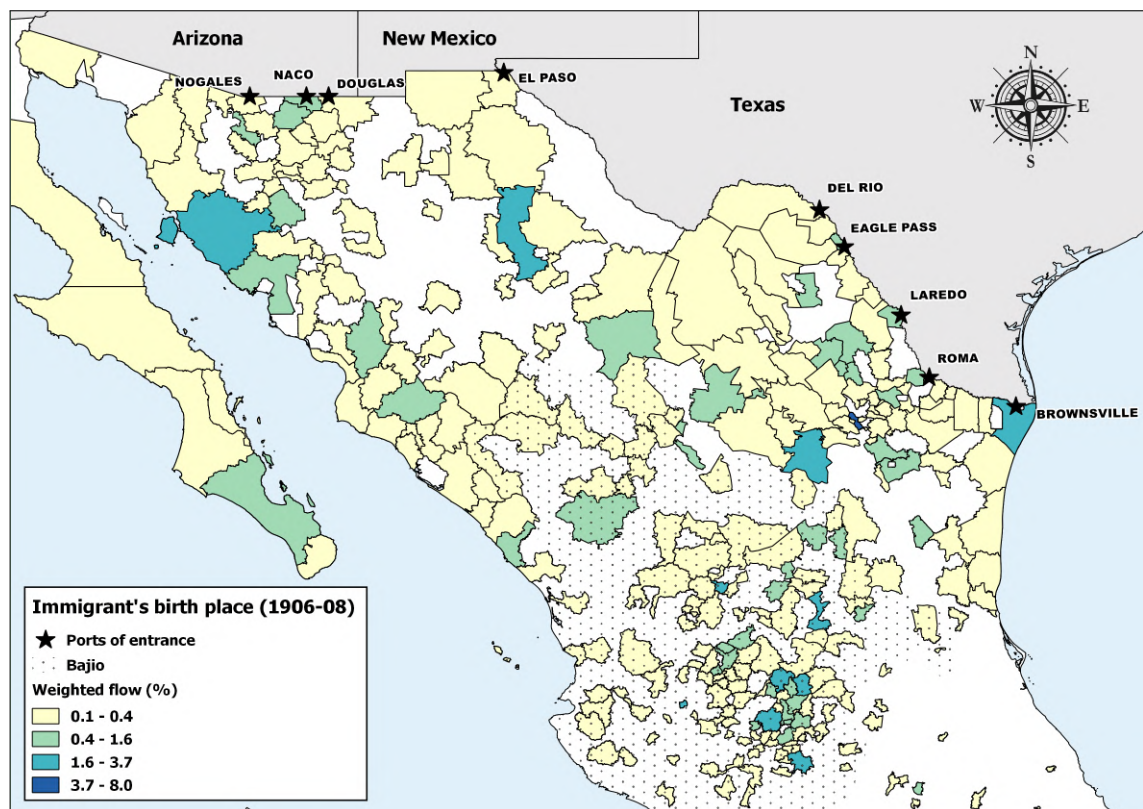 Arizona
New Mexico
Texas
NOGALES
NACO
DOUGLAS
EL PASO
N
W
E
S
DEL RIO
EAGLE PASS
LAREDO
ROMA
BROWNSVILLE
Immigrant's birth place (1906-08)
Ports of entrance
Bajio
Weighted flow (%)
0.1 - 0.4
0.4 - 1.6
1.6 - 3.7
3.7 - 8.0